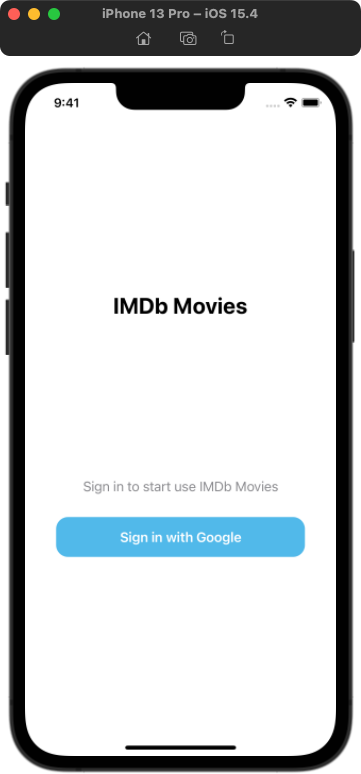 iPhone 13 Pro – iOS 15.4
9:41
IMDb Movies
Sign in to start use IMDb Movies
Sign in with Google